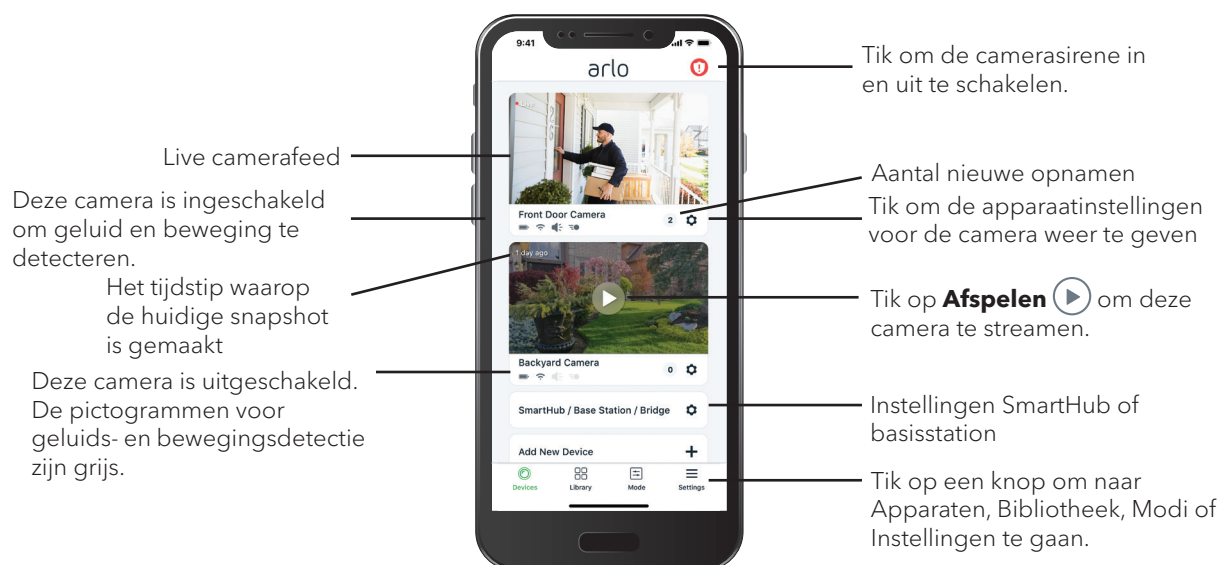 Live camerafeed
Deze camera is ingeschakeld
om geluid en beweging te
detecteren.
Het tijdstip waarop
de huidige snapshot
is gemaakt
Deze camera is uitgeschakeld.
De pictogrammen voor
geluids- en bewegingsdetectie
zijn grijs.
9:41
arlo
Front Door Camera
2
1 day ago
Backyard Camera
0
SmartHub / Base Station / Bridge
Add New Device
Devices Library Mode Settings
Tik om de camerasirene in
en uit te schakelen.
Aantal nieuwe opnamen
Tik om de apparaatinstellingen
voor de camera weer te geven
Tik op Afspelen om deze
camera te streamen.
Instellingen SmartHub of
basisstation
Tik op een knop om naar
Apparaten, Bibliotheek, Modi of
Instellingen te gaan.